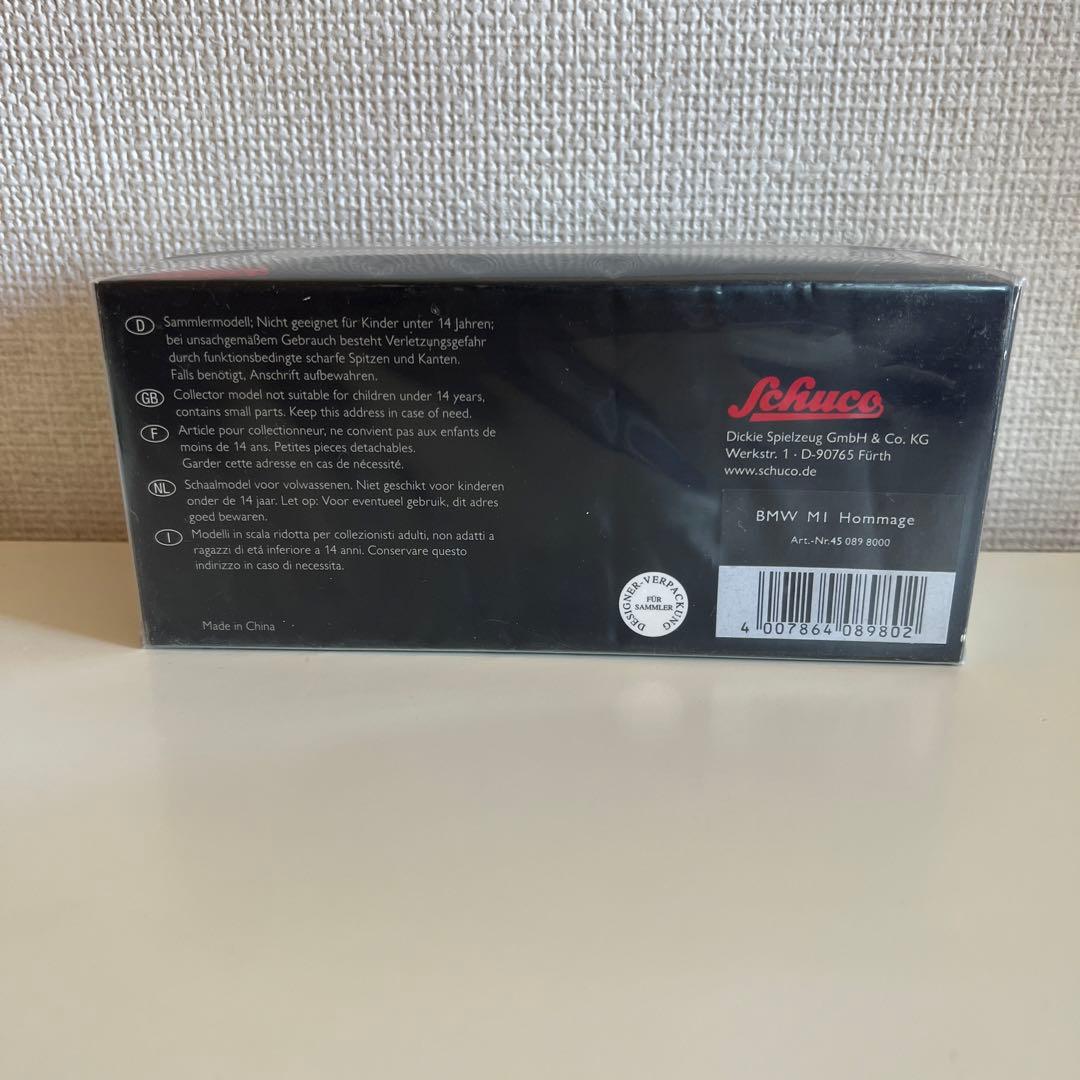 D Sammlermodell; Nicht geeignet für Kinder unter 14 Jahren;
bei unsachgemäßem Gebrauch besteht Verletzungsgefahr
durch funktionsbedingte scharfe Spitzen und Kanten.
Falls benötigt, Anschrift aufbewahren.
GB Collector model not suitable for children under 14 years,
contains small parts. Keep this address in case of need.
F Article pour collectionneur, ne convient pas aux enfants de
moins de 14 ans. Petites pieces detachables.
Garder cette adresse en cas de nécessité.
NL Schaalmodel voor volwassenen. Niet geschikt voor kinderen
onder de 14 jaar. Let op: Voor eventueel gebruik, dit adres
goed bewaren.
I Modelli in scala ridotta per collezionisti adulti, non adatti a
ragazzi di etá inferiore a 14 anni. Conservare questo
indirizzo in caso di necessita.
Made in China
Schuco
Dickie Spielzeug GmbH & Co. KG
Werkstr. 1 · D-90765 Fürth
www.schuco.de
BMW M1 Hommage
Art.-Nr.45 089 8000
DESIGNER-VERPACKUNG
FÜR
SAMMLER
4 007864 089802